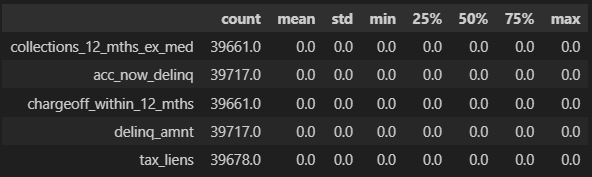 count mean std min 25% 50% 75% max
collections_12_mths_ex_med 39661.0 0.0 0.0 0.0 0.0 0.0 0.0 0.0
acc_now_delinq 39717.0 0.0 0.0 0.0 0.0 0.0 0.0 0.0
chargeoff_within_12_mths 39661.0 0.0 0.0 0.0 0.0 0.0 0.0 0.0
delinq_amnt 39717.0 0.0 0.0 0.0 0.0 0.0 0.0 0.0
tax_liens 39678.0 0.0 0.0 0.0 0.0 0.0 0.0 0.0